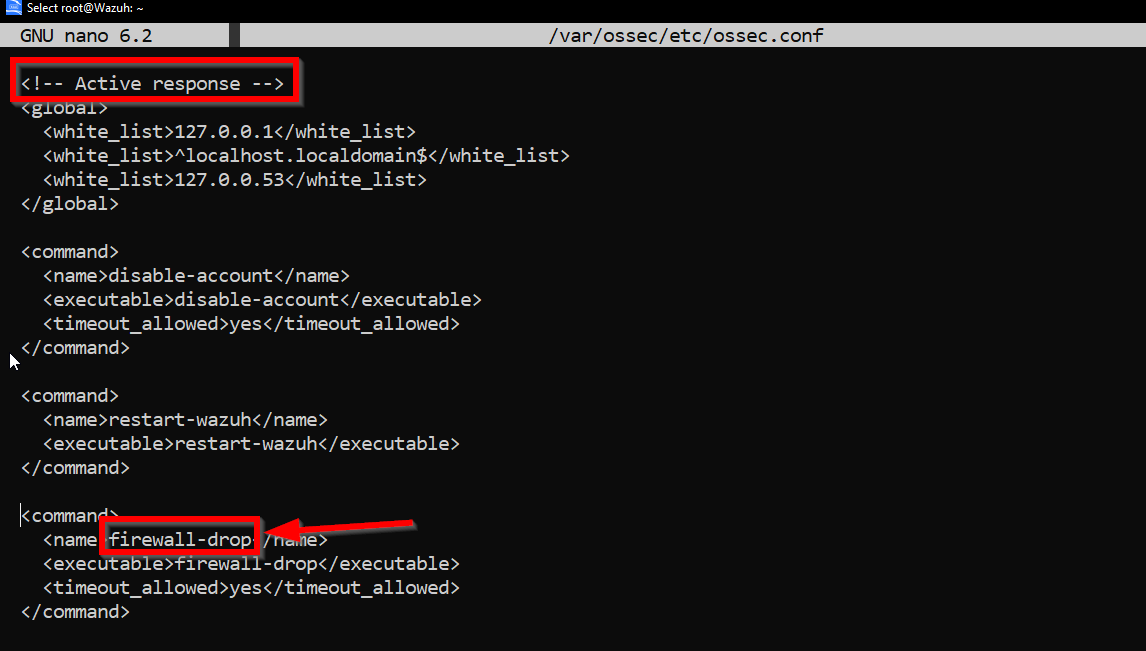 Select root@Wazuh: ~
GNU nano 6.2 /var/ossec/etc/ossec.conf
<!-- Active response -->
<global>
<white_list>127.0.0.1</white_list>
<white_list>^localhost.localdomain$</white_list>
<white_list>127.0.0.53</white_list>
</global>
<command>
<name>disable-account</name>
<executable>disable-account</executable>
<timeout_allowed>yes</timeout_allowed>
</command>
<command>
<name>restart-wazuh</name>
<executable>restart-wazuh</executable>
</command>
<command>
<name>firewall-drop</name>
<executable>firewall-drop</executable>
<timeout_allowed>yes</timeout_allowed>
</command>